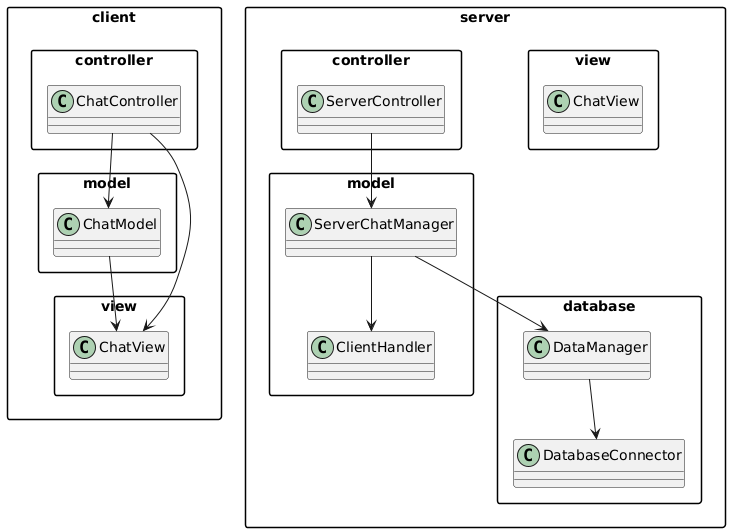 client
controller
C ChatController
model
C ChatModel
view
C ChatView
server
controller
C ServerController
view
C ChatView
model
C ServerChatManager
C ClientHandler
database
C DataManager
C DatabaseConnector